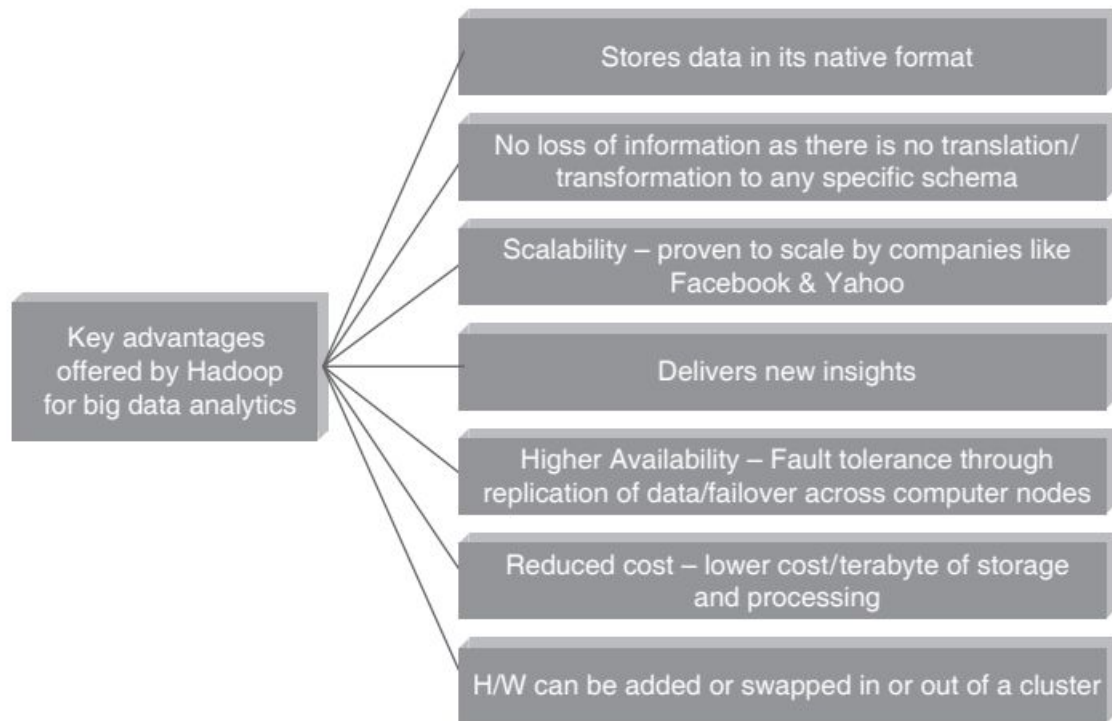 Stores data in its native format
No loss of information as there is no translation/
transformation to any specific schema
Scalability – proven to scale by companies like
Facebook & Yahoo
Key advantages
offered by Hadoop
for big data analytics
Delivers new insights
Higher Availability – Fault tolerance through
replication of data/failover across computer nodes
Reduced cost – lower cost/terabyte of storage
and processing
H/W can be added or swapped in or out of a cluster